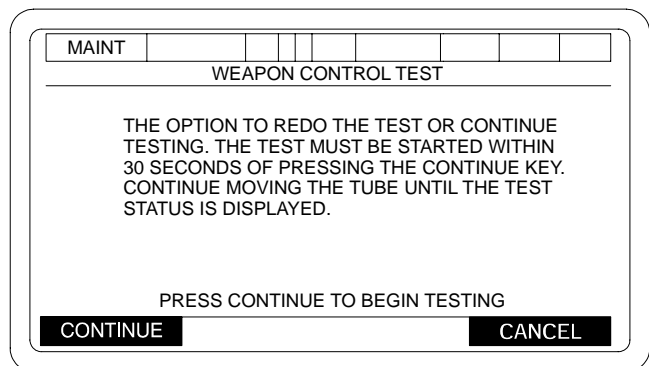 MAINT
WEAPON CONTROL TEST
THE OPTION TO REDO THE TEST OR CONTINUE
TESTING. THE TEST MUST BE STARTED WITHIN
30 SECONDS OF PRESSING THE CONTINUE KEY.
CONTINUE MOVING THE TUBE UNTIL THE TEST
STATUS IS DISPLAYED.
PRESS CONTINUE TO BEGIN TESTING
CONTINUE CANCEL